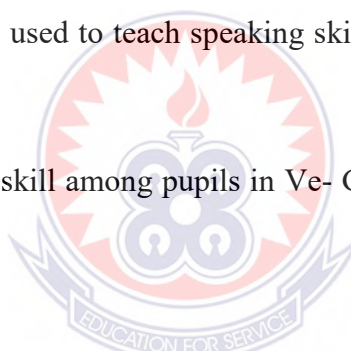 used to teach speaking ski
skill among pupils in Ve- C
EDUCATION FOR SERVICE